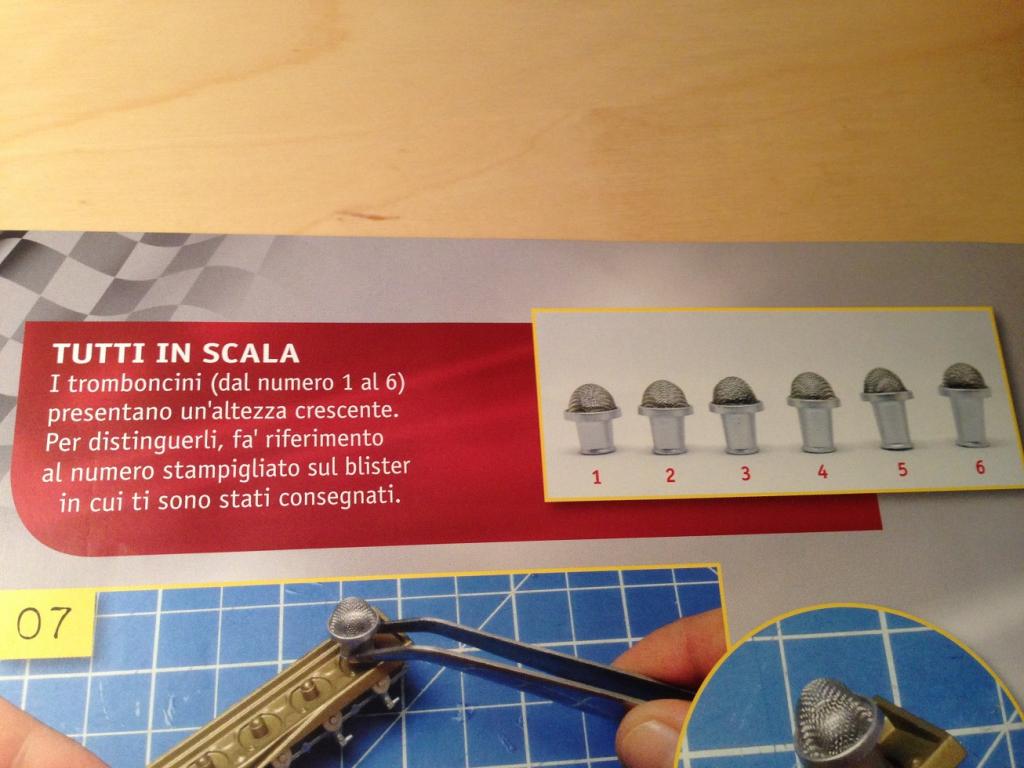 TUTTI IN SCALA
I tromboncini (dal numero 1 al 6)
presentano un'altezza crescente.
Per distinguerli, fa' riferimento
al numero stampigliato sul blister
in cui ti sono stati consegnati.
1 2 3 4 5 6
07